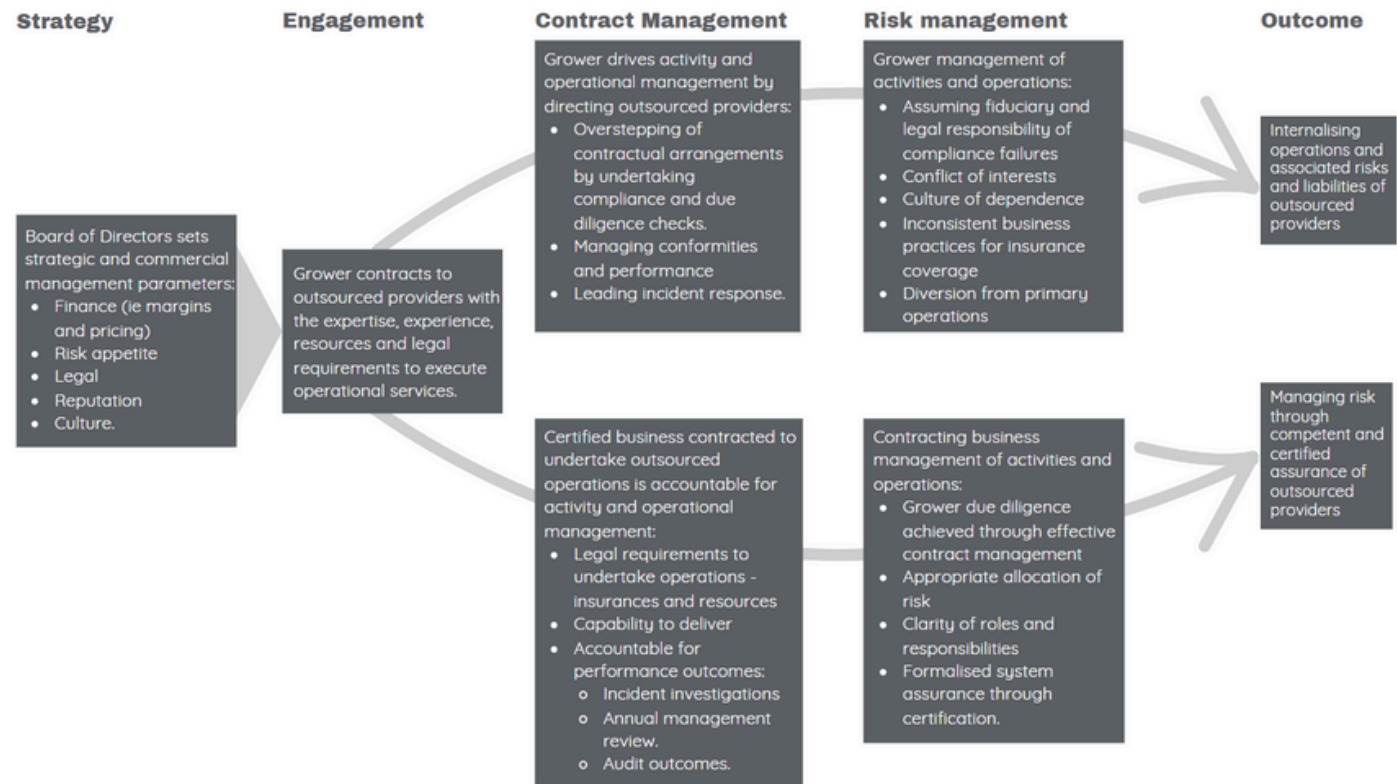 Strategy
Engagement
Contract Management
Risk management
Outcome
Board of Directors sets
strategic and commercial
management parameters:
• Finance (ie margins
and pricing)
• Risk appetite
• Legal
• Reputation
• Culture.
Grower contracts to
outsourced providers with
the expertise, experience,
resources and legal
requirements to execute
operational services.
Grower drives activity and
operational management by
directing outsourced providers:
• Overstepping of
contractual arrangements
by undertaking
compliance and due
diligence checks.
• Managing conformities
and performance
• Leading incident response.
Grower management of
activities and operations:
• Assuming fiduciary and
legal responsibility of
compliance failures
• Conflict of interests
• Culture of dependence
• Inconsistent business
practices for insurance
coverage
• Diversion from primary
operations
Internalising
operations and
associated risks
and liabilities of
outsourced
providers
Certified business contracted to
undertake outsourced
operations is accountable for
activity and operational
management:
• Legal requirements to
undertake operations -
insurances and resources
• Capability to deliver
• Accountable for
performance outcomes:
o Incident investigations
o Annual management
review.
o Audit outcomes.
Contracting business
management of activities and
operations:
• Grower due diligence
achieved through effective
contract management
• Appropriate allocation of
risk
• Clarity of roles and
responsibilities
• Formalised system
assurance through
certification.
Managing risk
through
competent and
certified
assurance of
outsourced
providers